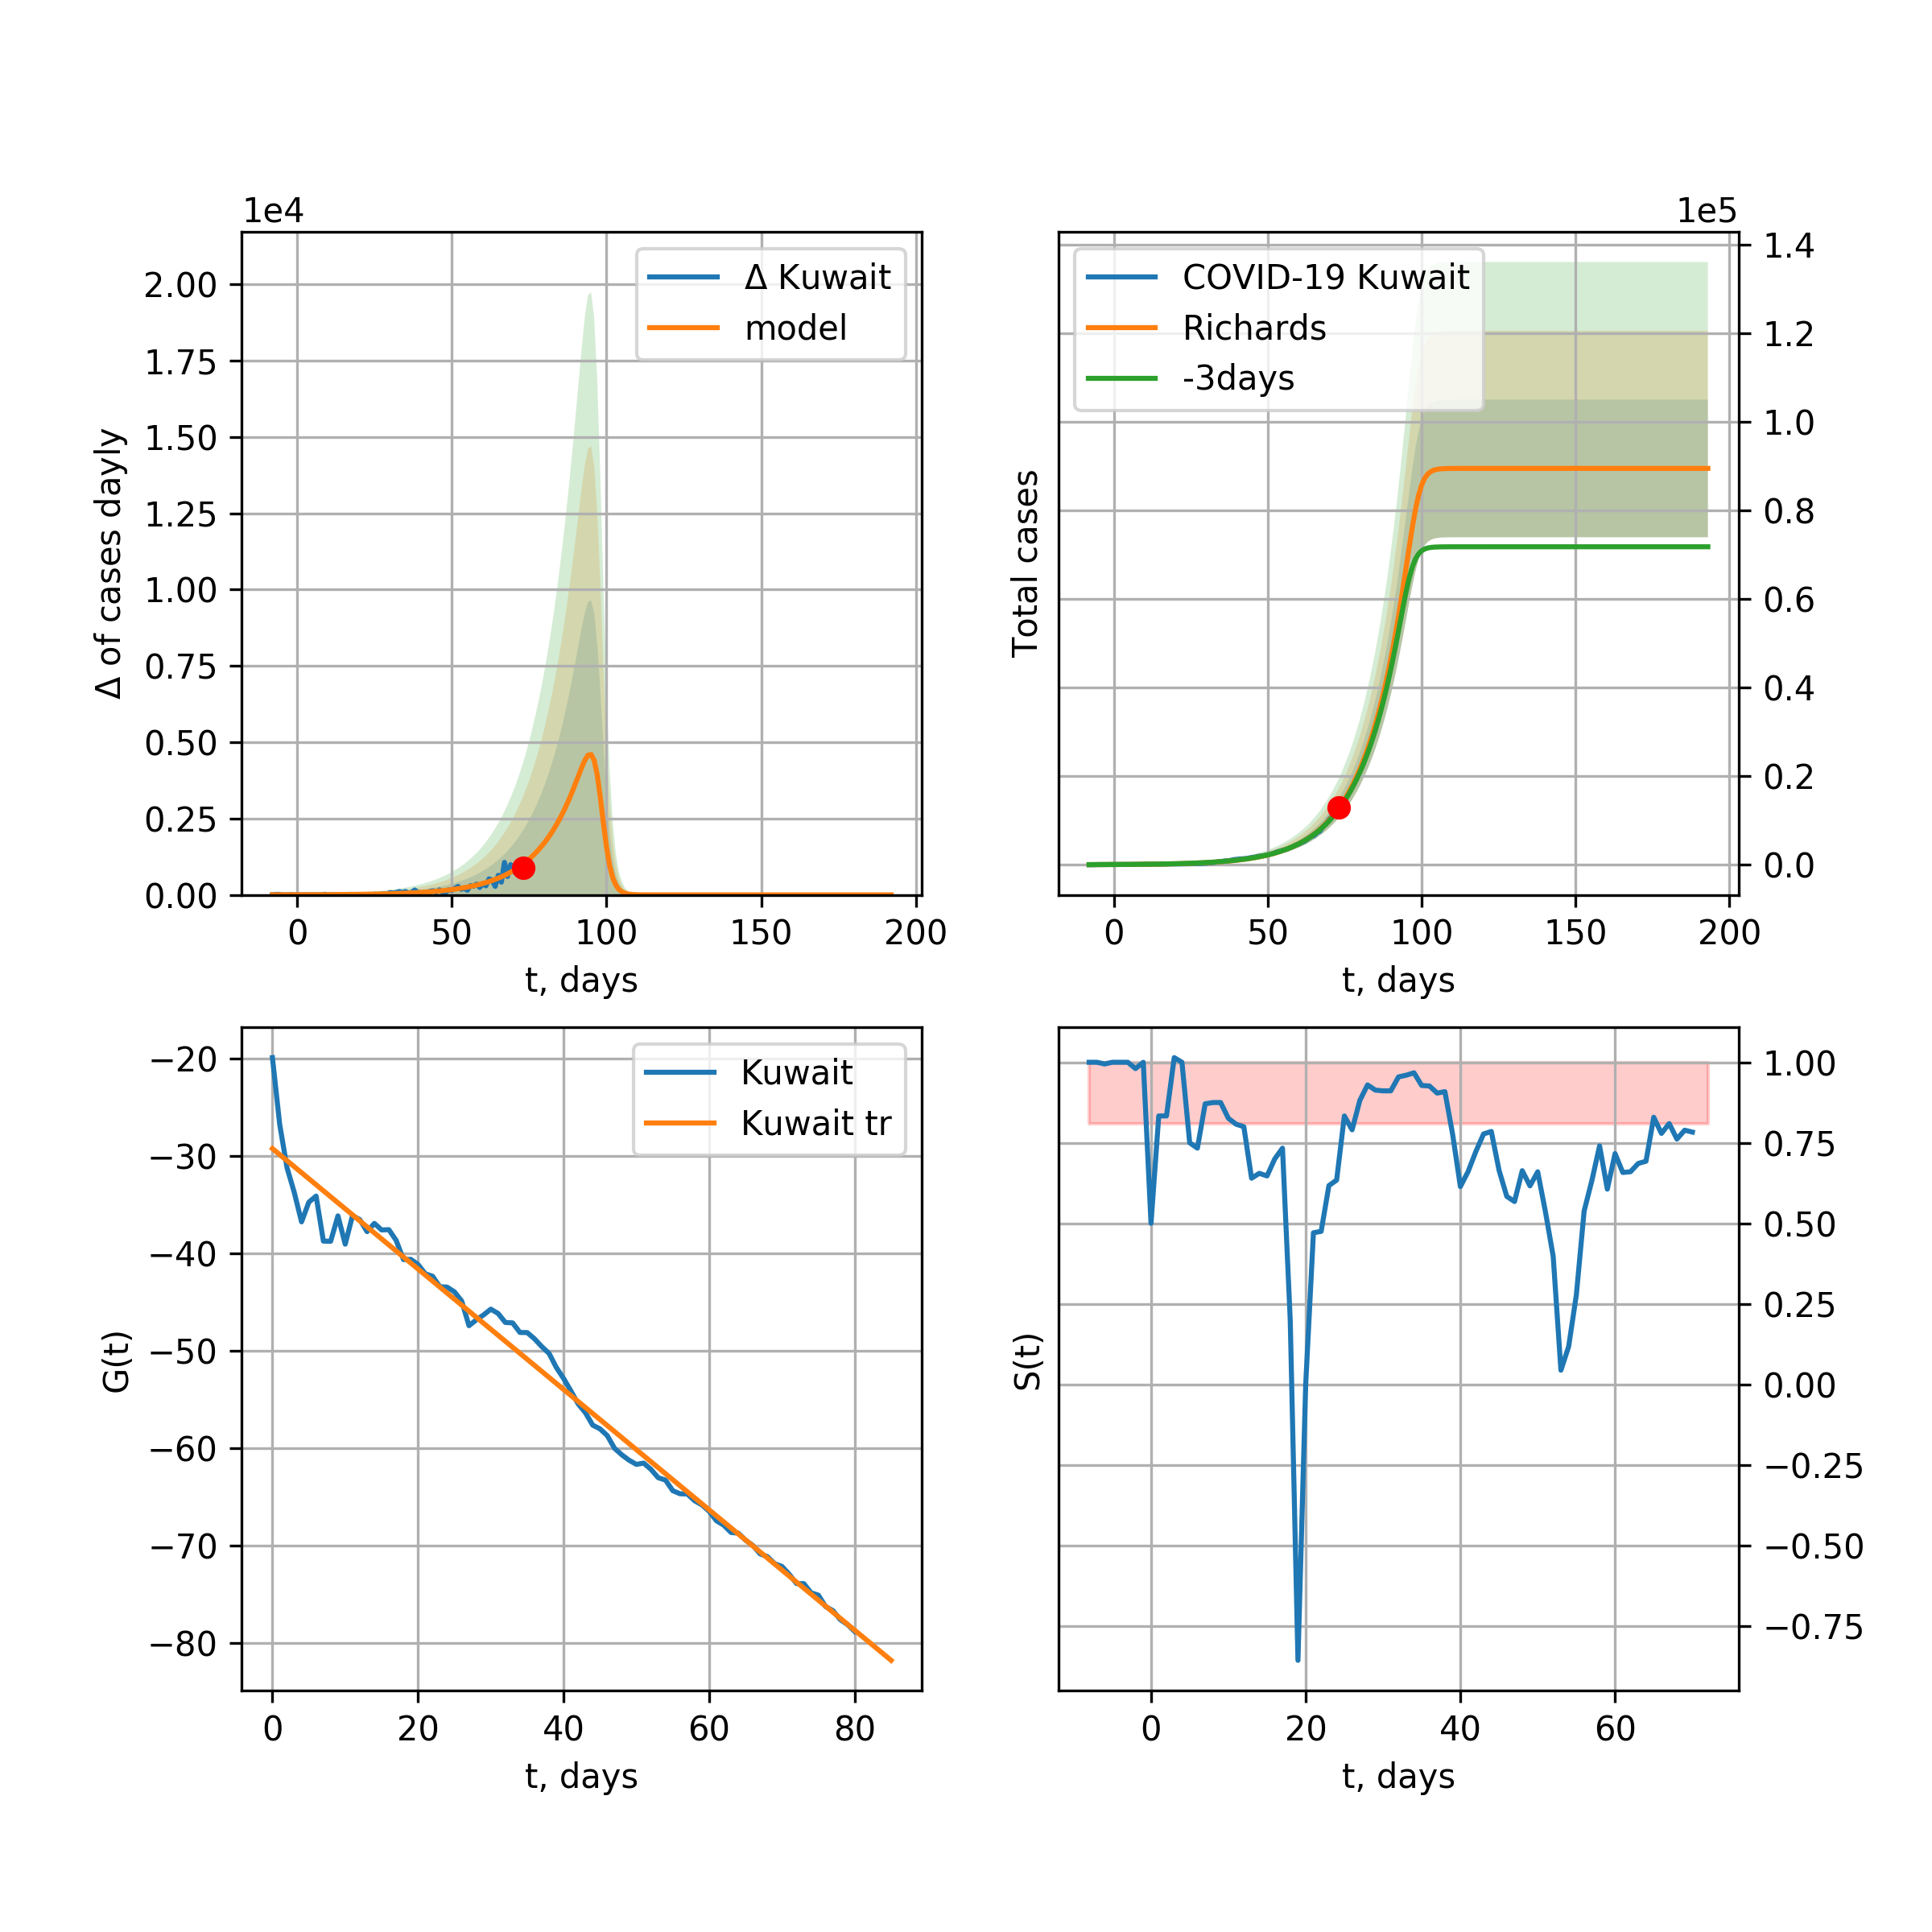 1e4
Δ Kuwait
model
2.00
1.75
1.50
1.25
1.00
0.75
0.50
0.25
0.00
Δ of cases dayly
0 50 100 150 200
t, days
1e5
COVID-19 Kuwait
Richards
-3days
1.4
1.2
1.0
0.8
0.6
0.4
0.2
0.0
Total cases
0 50 100 150 200
t, days
Kuwait
Kuwait tr
−20
−30
−40
−50
−60
−70
−80
G(t)
0 20 40 60 80
t, days
1.00
0.75
0.50
0.25
0.00
−0.25
−0.50
−0.75
S(t)
0 20 40 60
t, days